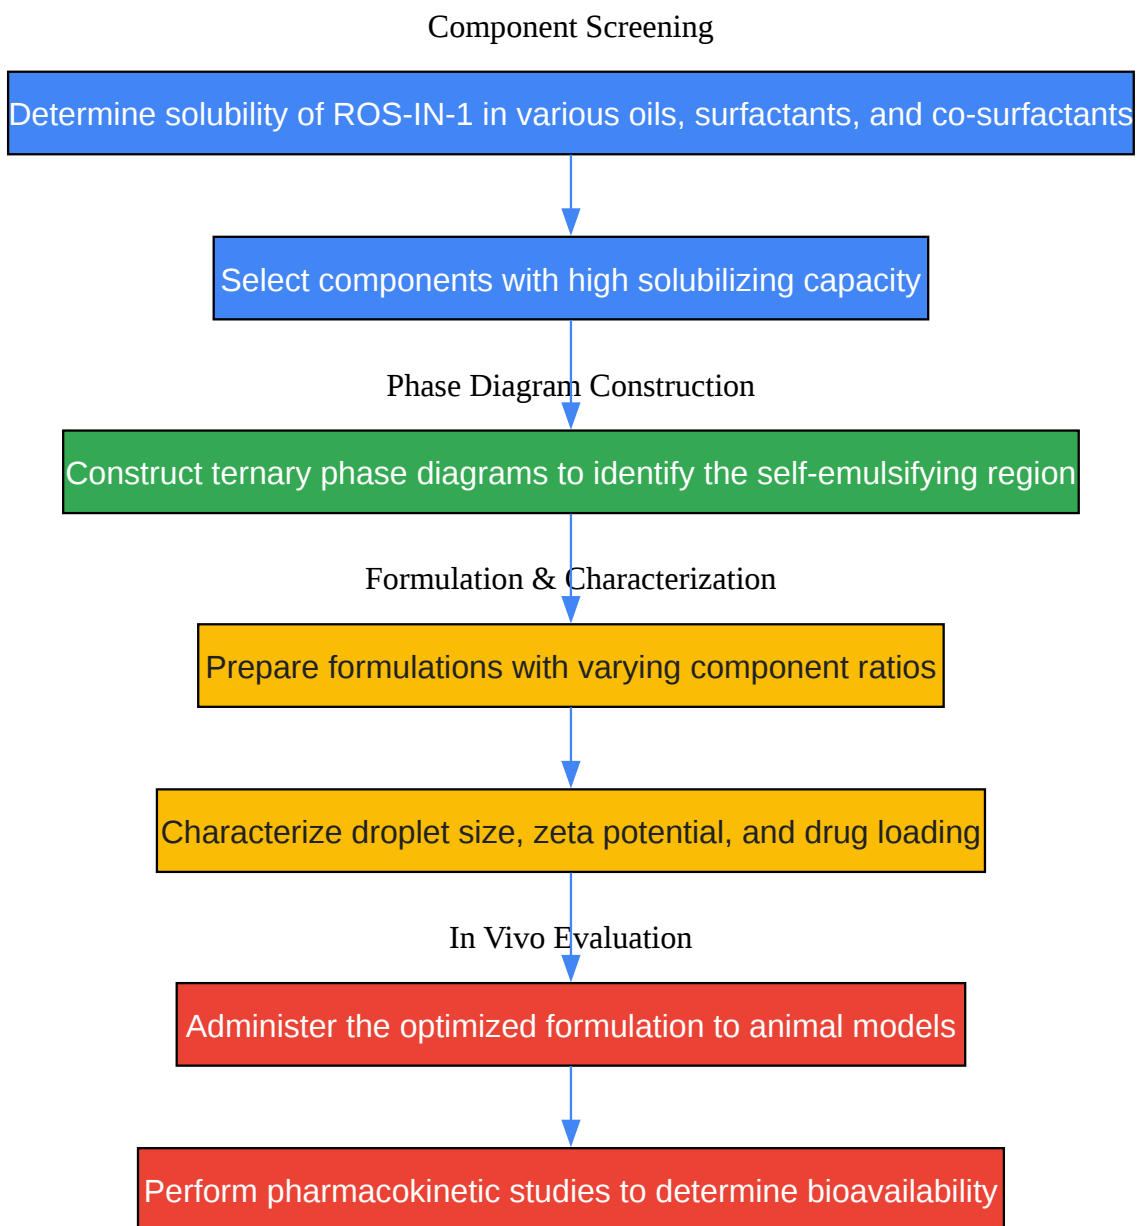 Component Screening
Determine solubility of ROS-IN-1 in various oils, surfactants, and co-surfactants
Select components with high solubilizing capacity
Phase Diagram Construction
Construct ternary phase diagrams to identify the self-emulsifying region
Formulation & Characterization
Prepare formulations with varying component ratios
Characterize droplet size, zeta potential, and drug loading
In Vivo Evaluation
Administer the optimized formulation to animal models
Perform pharmacokinetic studies to determine bioavailability